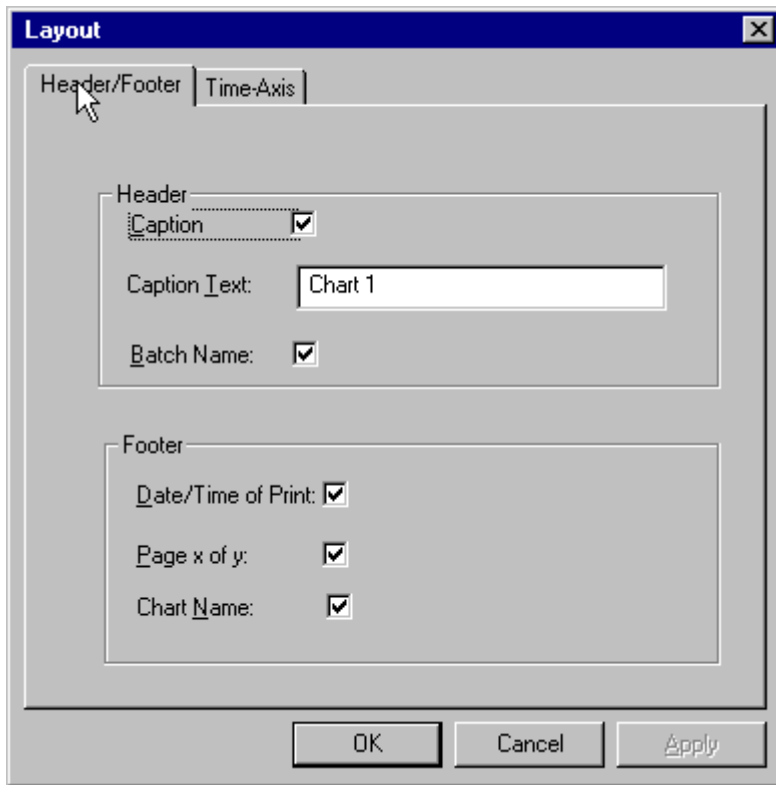 Layout
Header/Footer Time-Axis
Header
Caption
Caption Text: Chart 1
Batch Name:
Footer
Date/Time of Print:
Page x of y:
Chart Name:
OK Cancel Apply